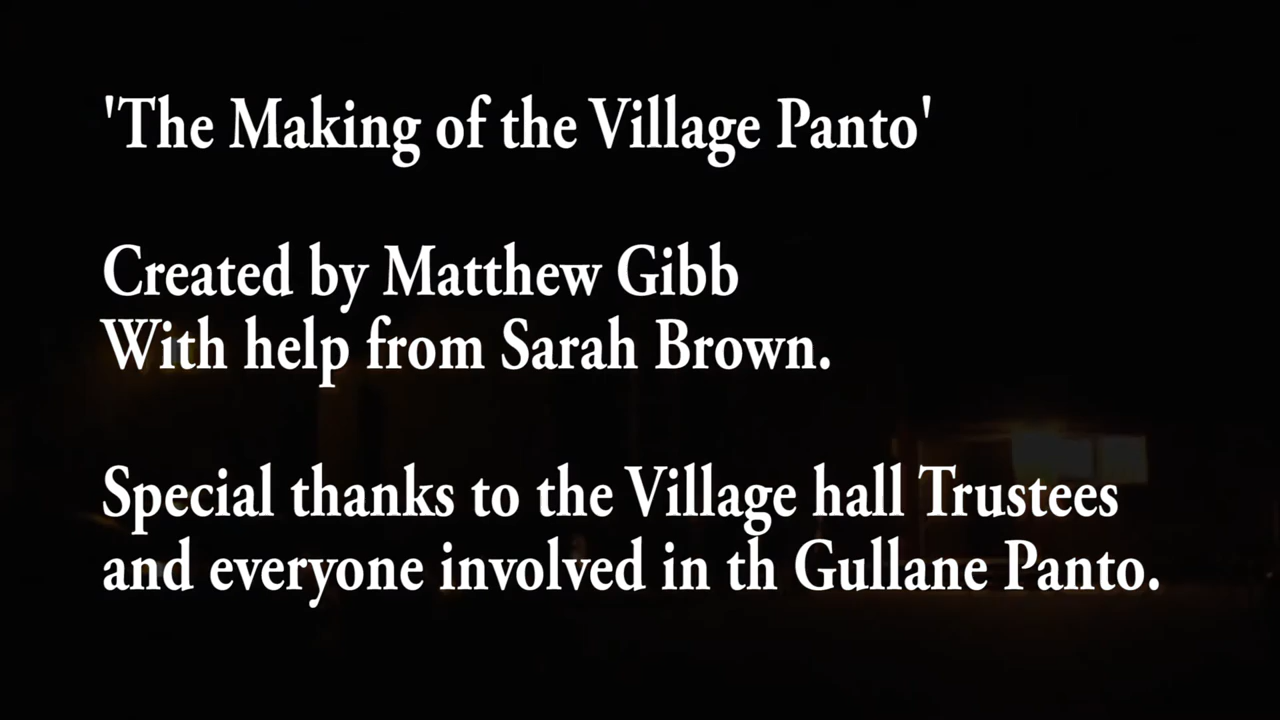 'The Making of the Village Panto'
Created by Matthew Gibb
With help from Sarah Brown.
Special thanks to the Village hall Trustees
and everyone involved in th Gullane Panto.